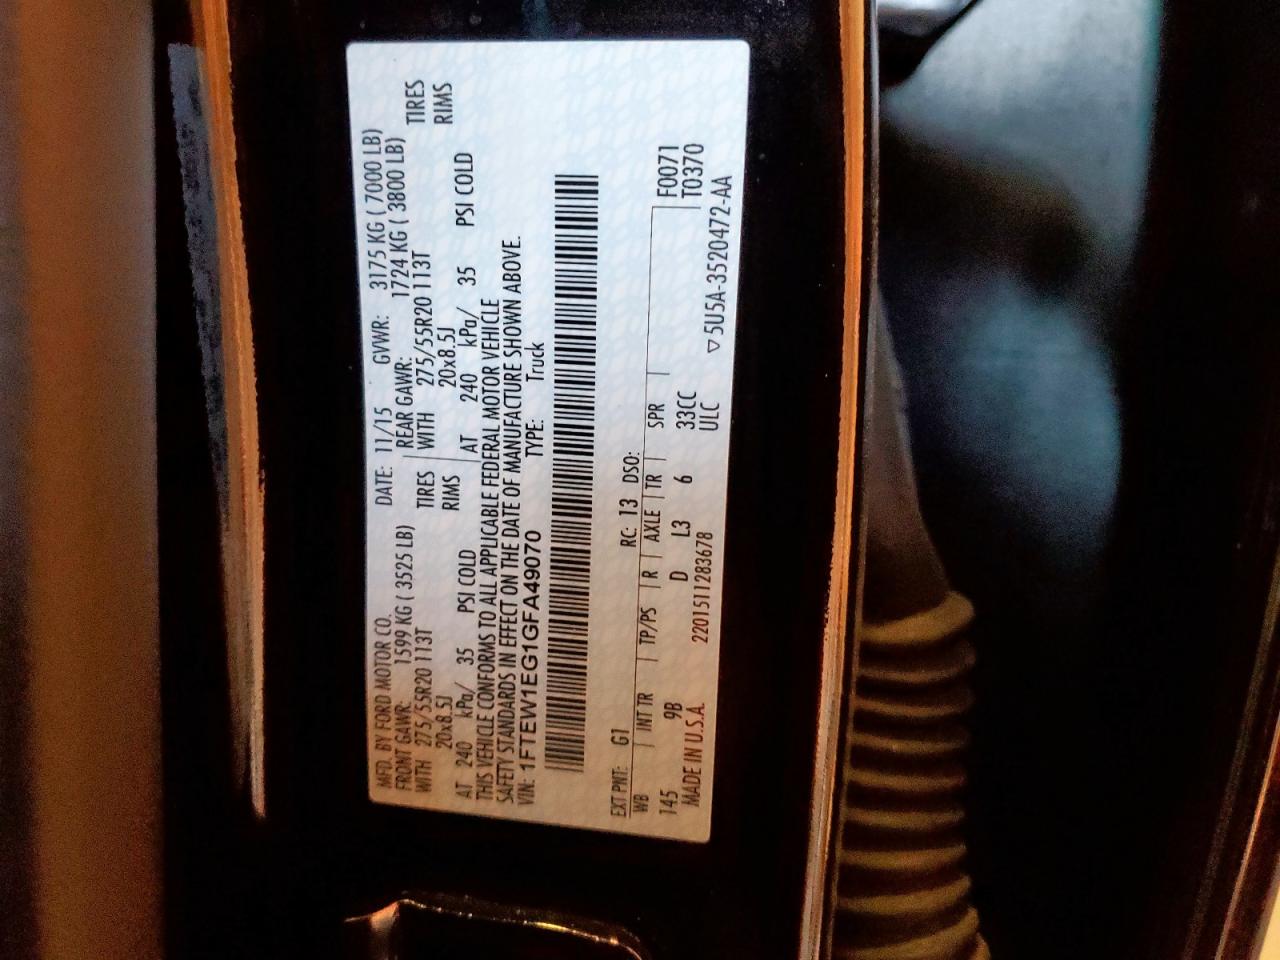 MFD. BY FORD MOTOR CO. DATE: 11/15 GVWR: 3175 KG ( 7000 LB)
FRONT GAWR: 1599 KG ( 3525 LB) REAR GAWR: 1724 KG ( 3800 LB)
WITH 275/55R20 113T TIRES WITH 275/55R20 113T TIRES
20x8.5J RIMS 20x8.5J RIMS
AT 240 kPa/ 35 PSI COLD AT 240 kPa/ 35 PSI COLD
THIS VEHICLE CONFORMS TO ALL APPLICABLE FEDERAL MOTOR VEHICLE
SAFETY STANDARDS IN EFFECT ON THE DATE OF MANUFACTURE SHOWN ABOVE.
VIN: 1FTEW1EG1GFA49070 TYPE: Truck
EXT PNT: G1 RC: 13 DSO:
WB INT TR TP/PS R AXLE TR SPR F0071
145 9B D L3 6 33CC T0370
MADE IN U.S.A. 2201511283678 ULC ▽5U5A-3520472-AA